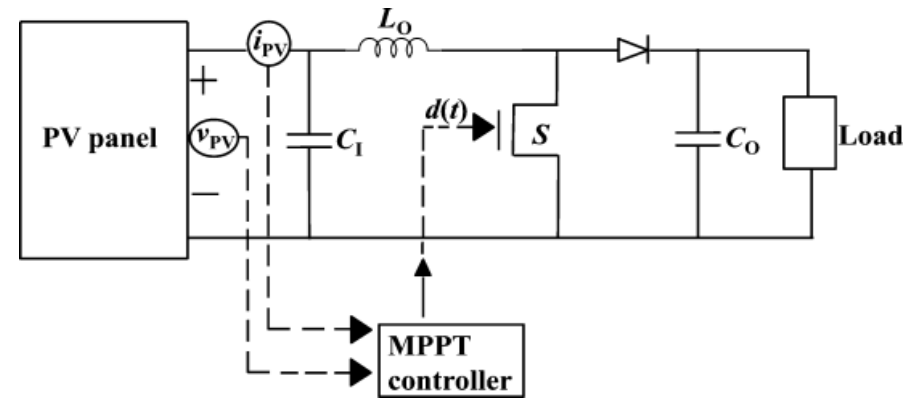 L_O
i_PV
+
d(t)
PV panel
v_PV
C_I
S
C_O
Load
−
MPPT
controller